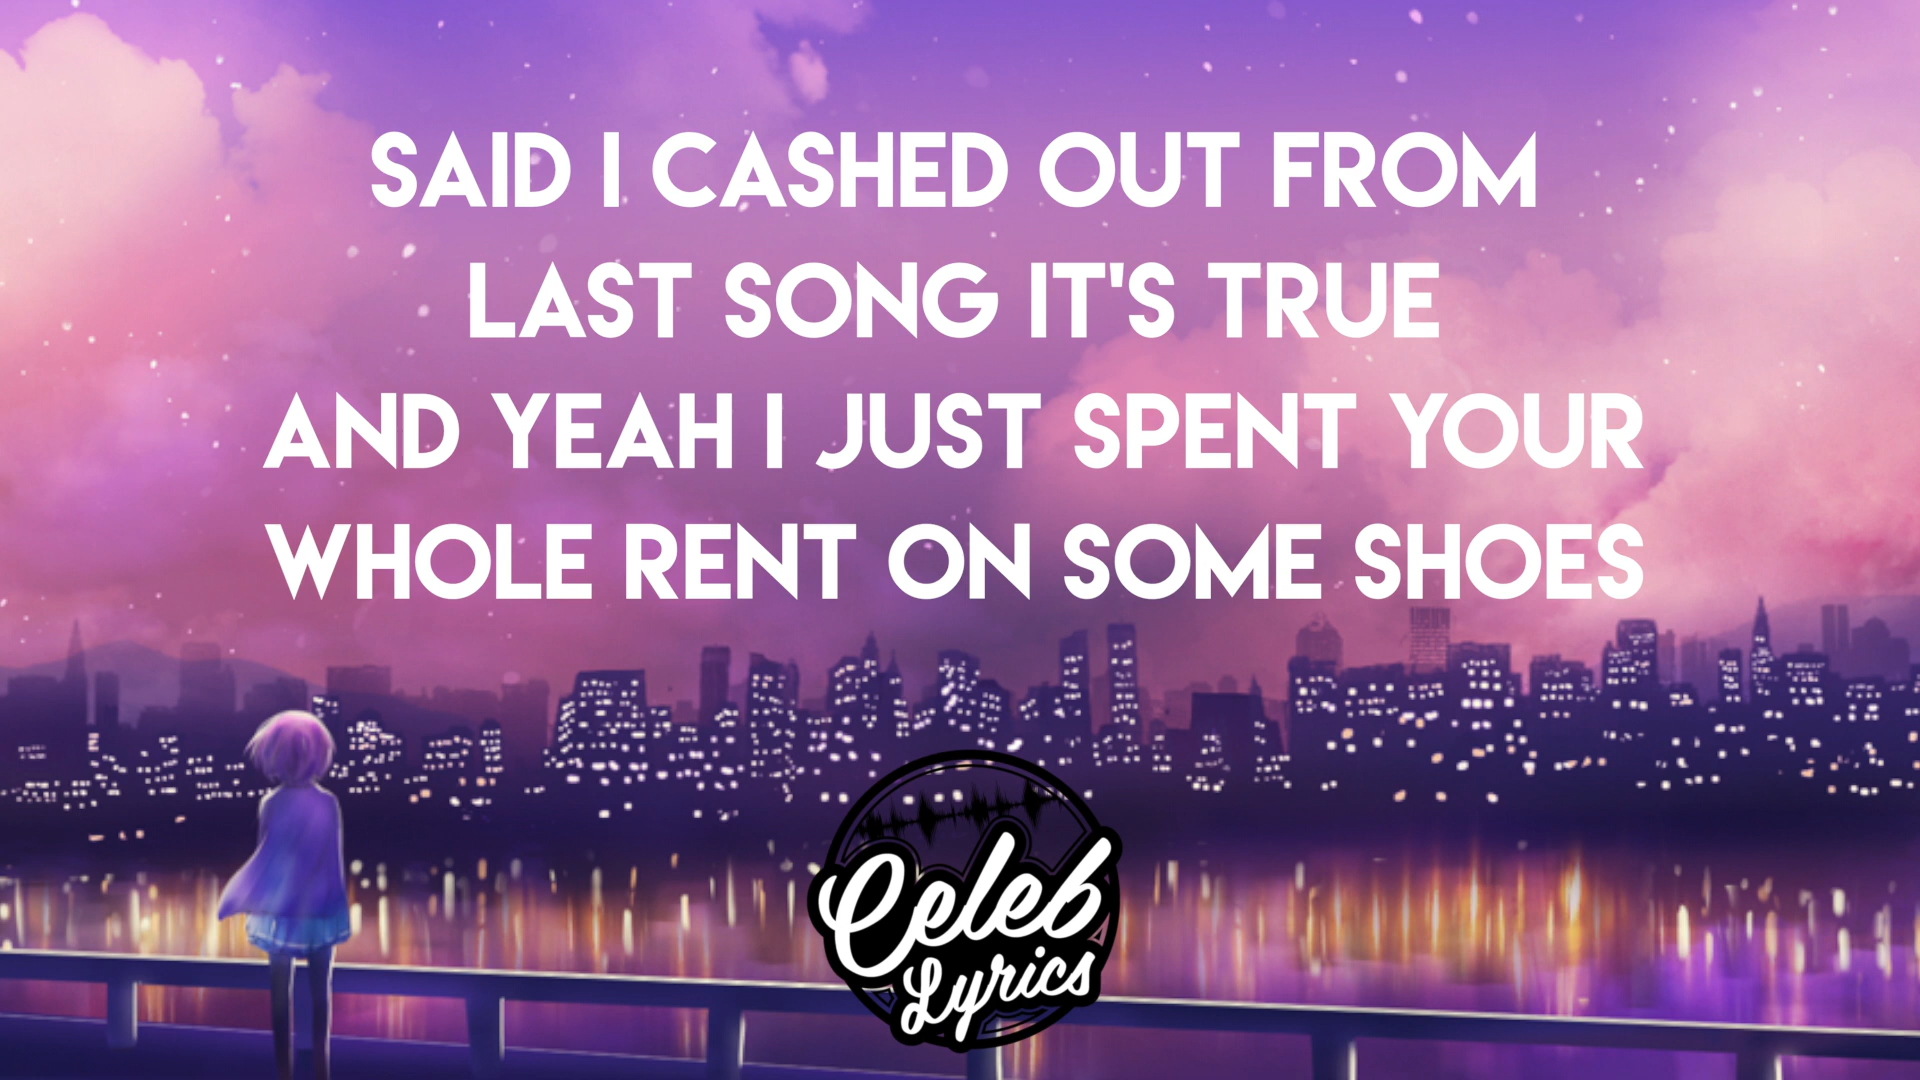 SAID I CASHED OUT FROM
LAST SONG IT'S TRUE
AND YEAH I JUST SPENT YOUR
WHOLE RENT ON SOME SHOES
Celeb
Lyrics